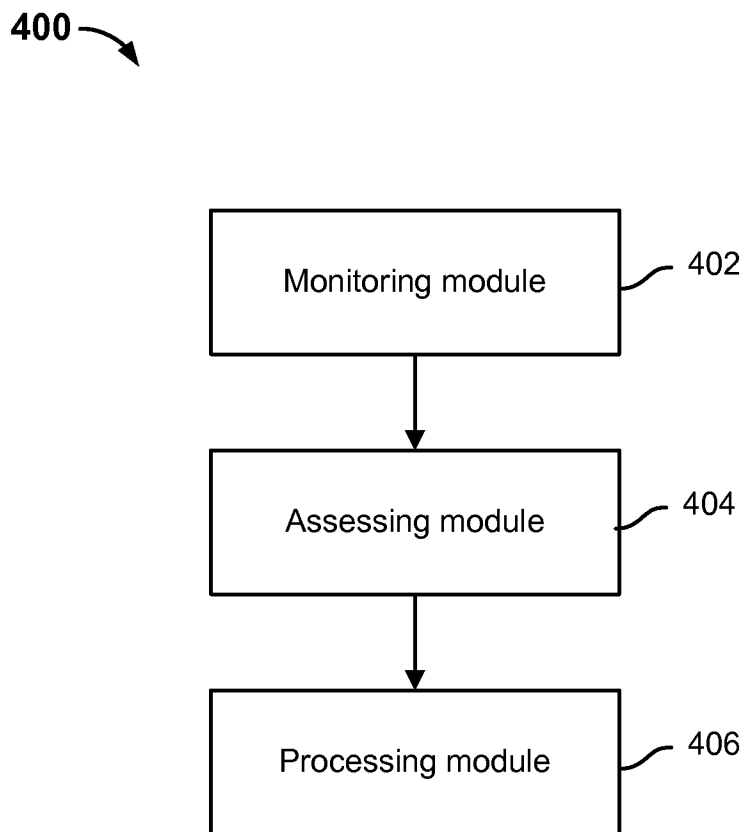 400
Monitoring module
402
Assessing module
404
Processing module
406